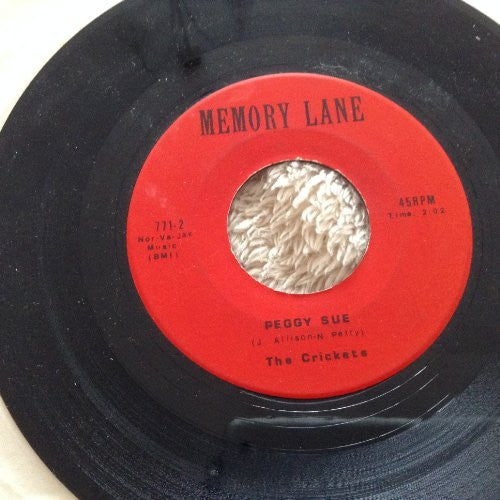 MEMORY LANE
771-2
Nor Va-Jak
Music
(BMI)
45RPM
Time. 2:02
PEGGY SUE
(J. Allison-N. Petty)
The Crickets